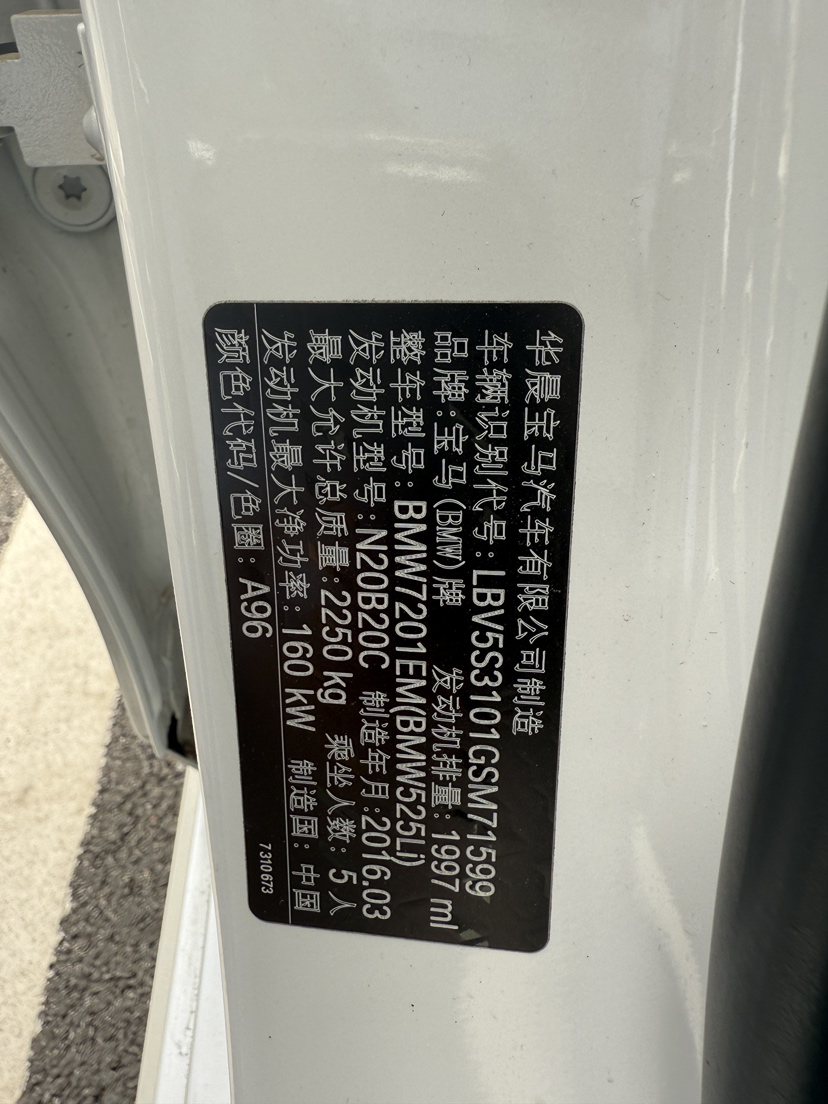 华晨宝马汽车有限公司制造
车辆识别代号:LBV5S3101GSM71599
品牌:宝马(BMW)牌 发动机排量:1997 ml
整车型号:BMW7201EM(BMW525Li)
发动机型号:N20B20C 制造年月:2016.03
最大允许总质量:2250 kg 乘坐人数: 5 人
发动机最大净功率: 160 kW 制造国: 中国
颜色代码/色圈: A96
7310673